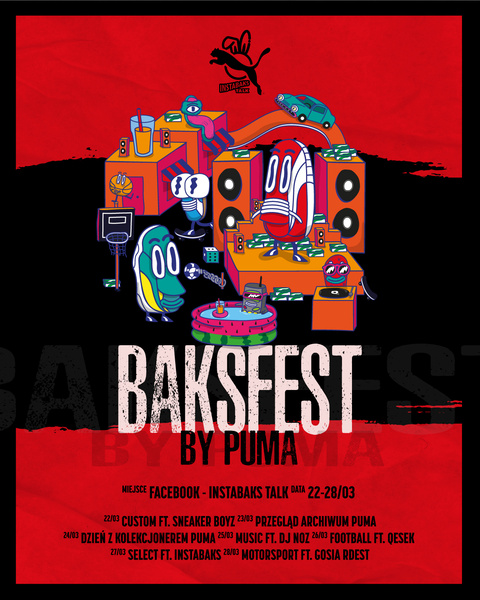 INSTABAKS
TALK
BAKSFEST
BY PUMA
MIEJSCE FACEBOOK - INSTABAKS TALK DATA 22-28/03
22/03 CUSTOM FT. SNEAKER BOYZ 23/03 PRZEGLĄD ARCHIWUM PUMA
24/03 DZIEŃ Z KOLEKCJONEREM PUMA 25/03 MUSIC FT. DJ NOZ 26/03 FOOTBALL FT. QESEK
27/03 SELECT FT. INSTABAKS 28/03 MOTORSPORT FT. GOSIA RDEST